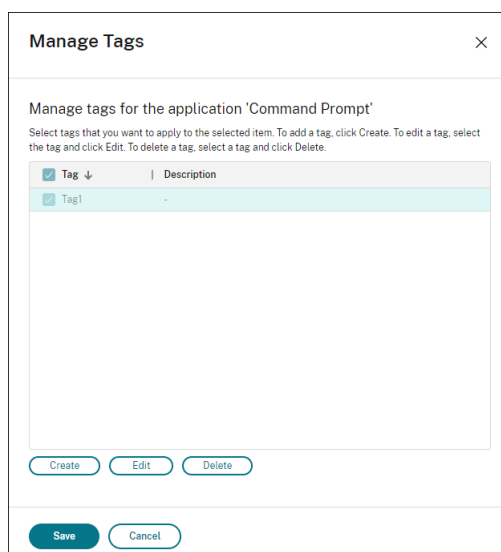 Manage Tags
Manage tags for the application 'Command Prompt'
Select tags that you want to apply to the selected item. To add a tag, click Create. To edit a tag, select
the tag and click Edit. To delete a tag, select a tag and click Delete.
Tag ↓ | Description
Tag1 -
Create Edit Delete
Save Cancel